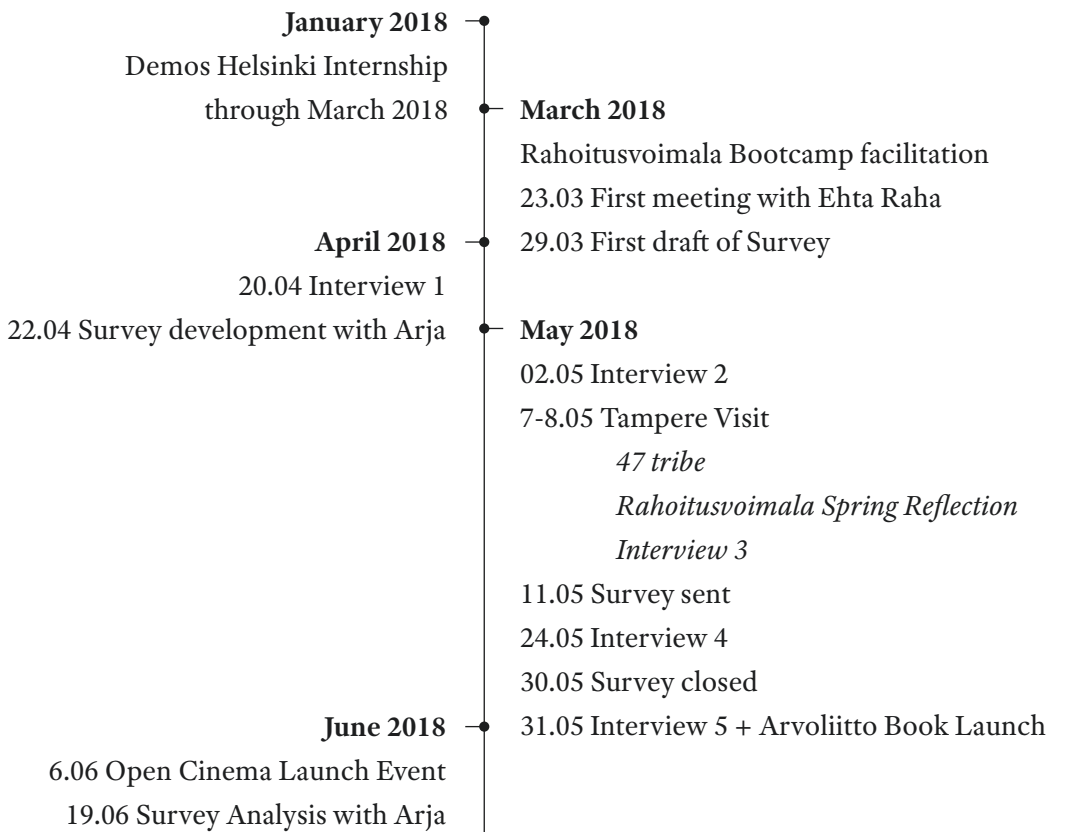 January 2018
Demos Helsinki Internship
through March 2018
March 2018
Rahoitusvoimala Bootcamp facilitation
23.03 First meeting with Ehta Raha
29.03 First draft of Survey
April 2018
20.04 Interview 1
22.04 Survey development with Arja
May 2018
02.05 Interview 2
7-8.05 Tampere Visit
47 tribe
Rahoitusvoimala Spring Reflection
Interview 3
11.05 Survey sent
24.05 Interview 4
30.05 Survey closed
31.05 Interview 5 + Arvoliitto Book Launch
June 2018
6.06 Open Cinema Launch Event
19.06 Survey Analysis with Arja